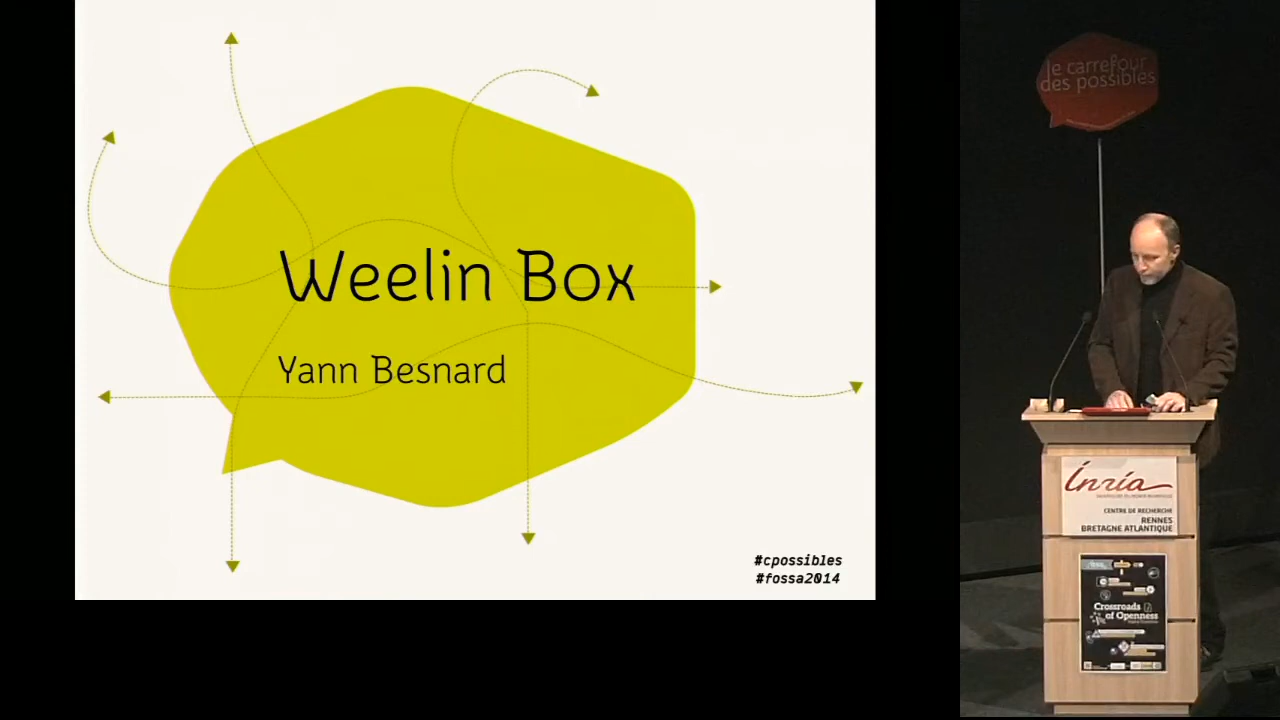 Weelin Box
Yann Besnard
#cpossibles
#fossa2014
le carrefour
des possibles
Inria
CENTRE DE RECHERCHE
RENNES
BRETAGNE ATLANTIQUE
Crossroads
of Openness